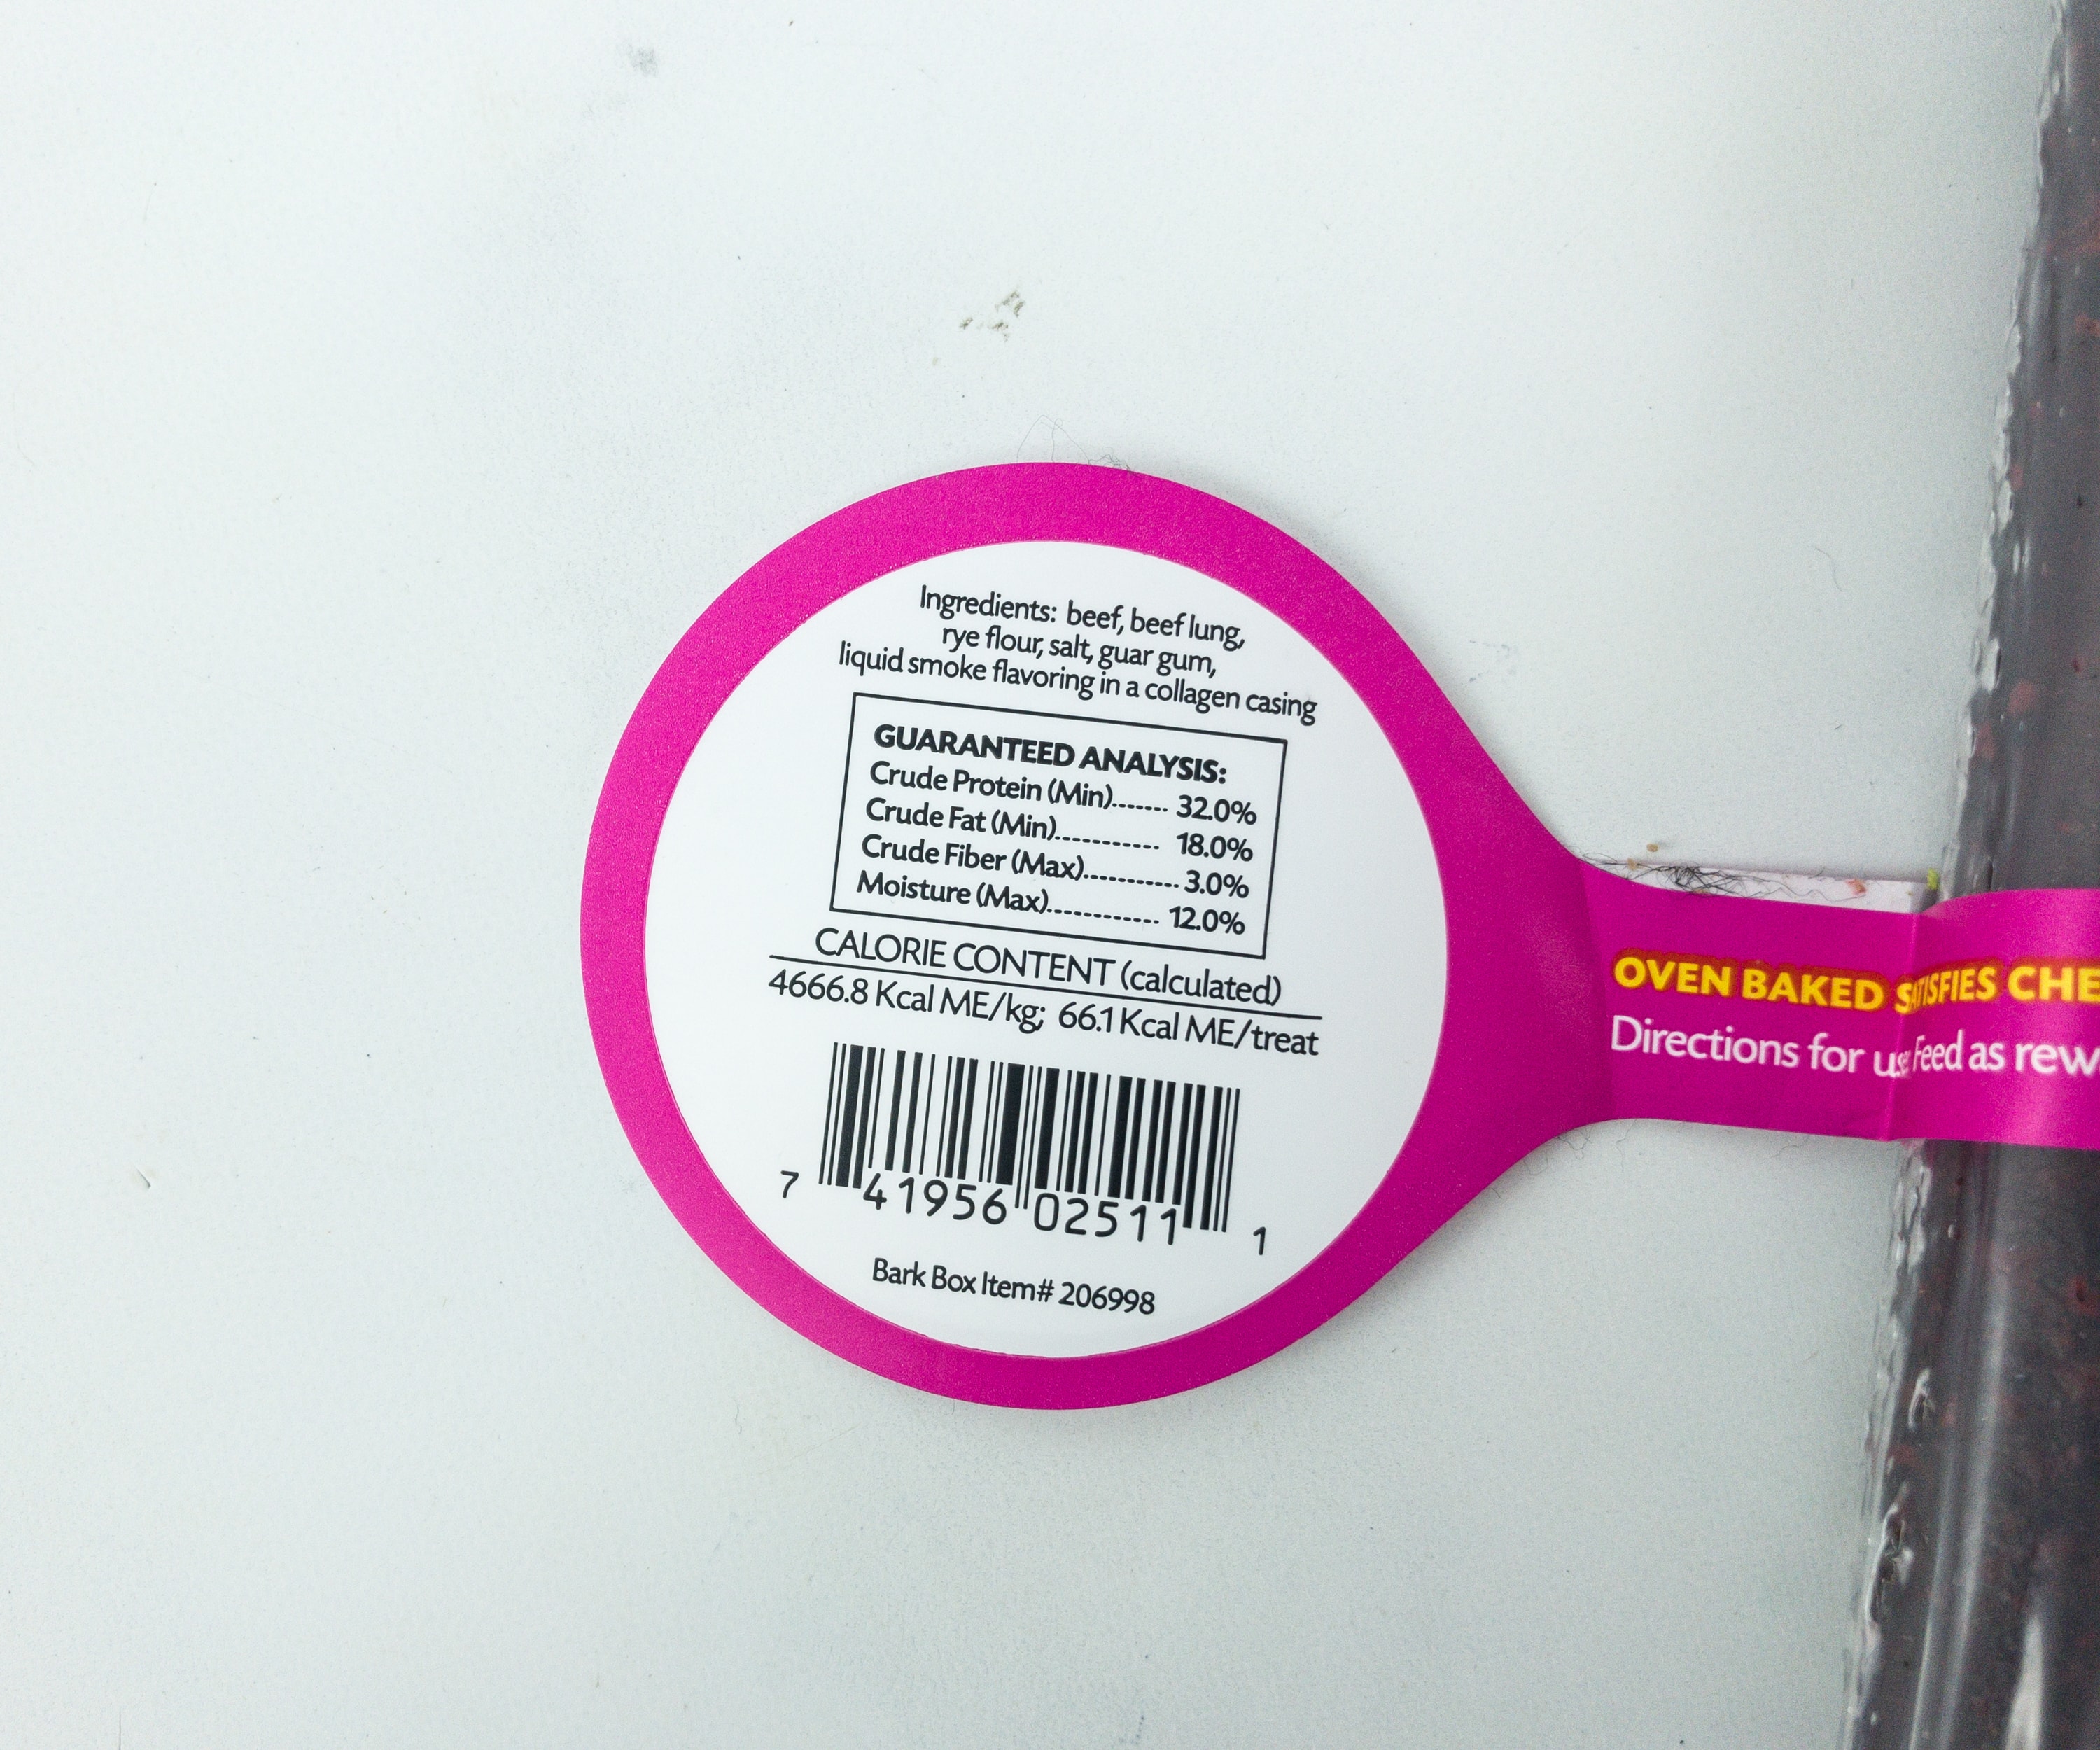 Ingredients: beef, beef lung,
rye flour, salt, guar gum,
liquid smoke flavoring in a collagen casing
GUARANTEED ANALYSIS:
Crude Protein (Min)....... 32.0%
Crude Fat (Min)............ 18.0%
Crude Fiber (Max)........... 3.0%
Moisture (Max)............. 12.0%
CALORIE CONTENT (calculated)
4666.8 Kcal ME/kg; 66.1 Kcal ME/treat
7 41956 02511 1
Bark Box Item# 206998
OVEN BAKED SATISFIES
Directions for use Feed as